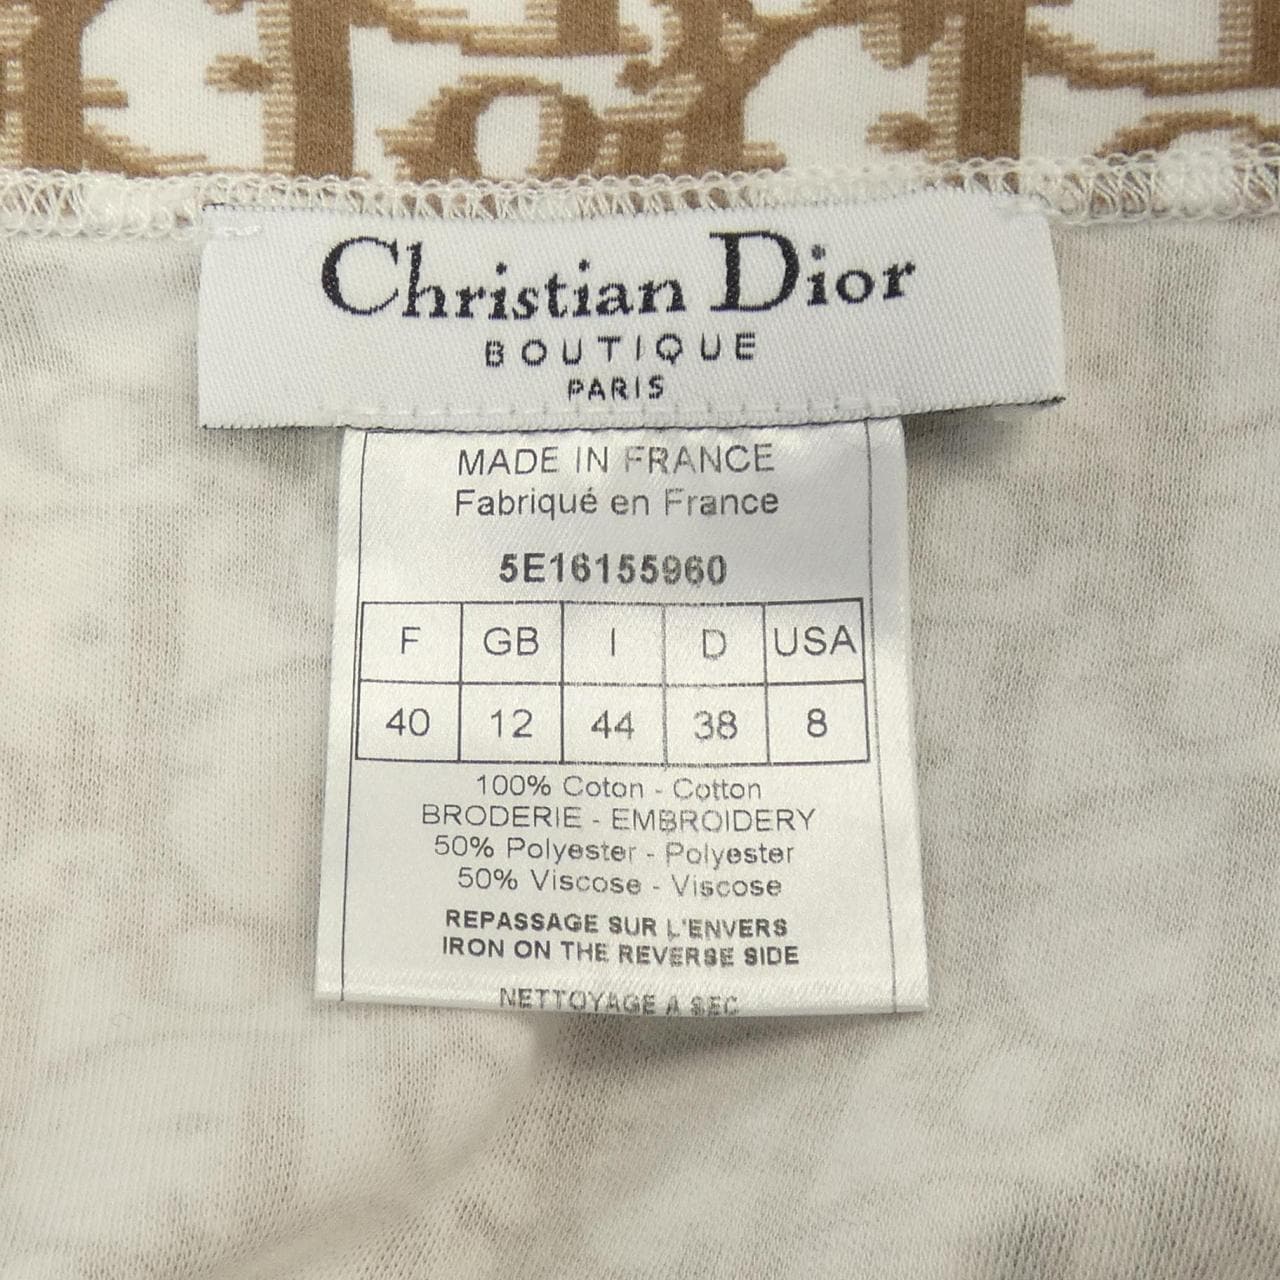 Christian Dior
BOUTIQUE
PARIS
MADE IN FRANCE
Fabriqué en France
5E16155960
F GB I D USA
40 12 44 38 8
100% Coton - Cotton
BRODERIE - EMBROIDERY
50% Polyester - Polyester
50% Viscose - Viscose
REPASSAGE SUR L'ENVERS
IRON ON THE REVERSE SIDE
NETTOYAGE A SEC